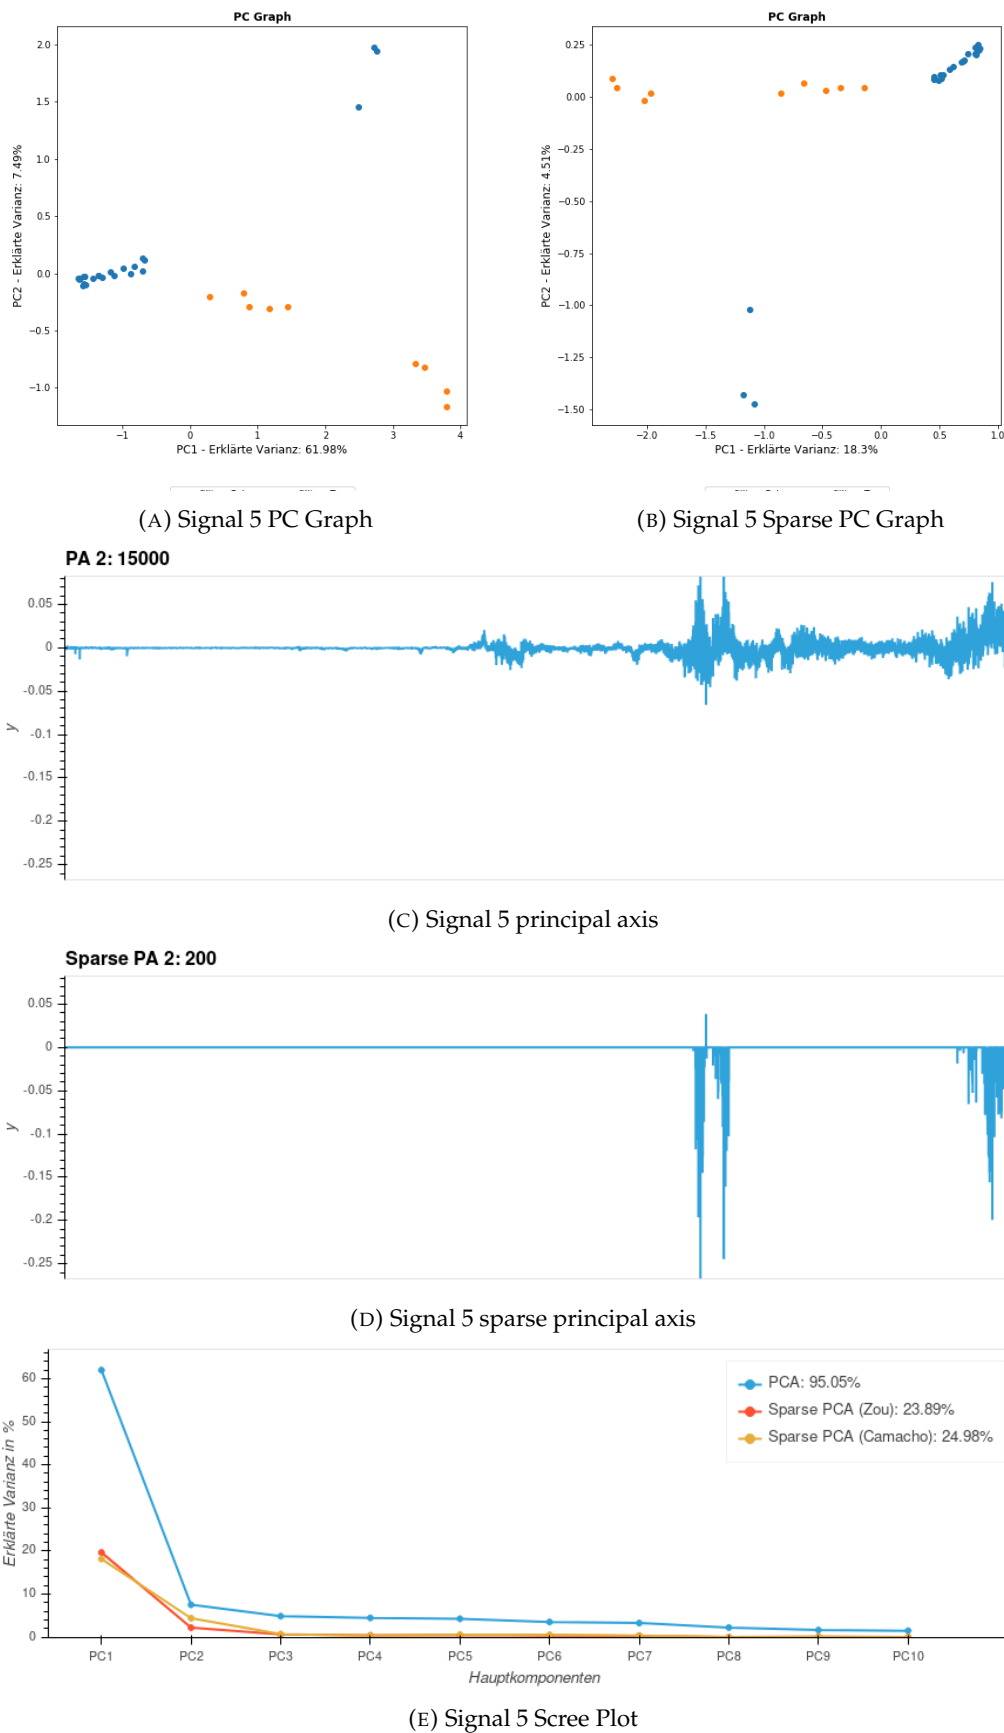 PC Graph
2.0
1.5
1.0
0.5
0.0
−0.5
−1.0
PC2 - Erklärte Varianz: 7.49%
−1 0 1 2 3 4
PC1 - Erklärte Varianz: 61.98%
(A) Signal 5 PC Graph
PC Graph
0.25
0.00
−0.25
−0.50
−0.75
−1.00
−1.25
−1.50
PC2 - Erklärte Varianz: 4.51%
−2.0 −1.5 −1.0 −0.5 0.0 0.5 1.0
PC1 - Erklärte Varianz: 18.3%
(B) Signal 5 Sparse PC Graph
PA 2: 15000
0.05
0
-0.05
-0.1
-0.15
-0.2
-0.25
y
(C) Signal 5 principal axis
Sparse PA 2: 200
0.05
0
-0.05
-0.1
-0.15
-0.2
-0.25
y
(D) Signal 5 sparse principal axis
60
50
40
30
20
10
0
Erklärte Varianz in %
PCA: 95.05%
Sparse PCA (Zou): 23.89%
Sparse PCA (Camacho): 24.98%
PC1 PC2 PC3 PC4 PC5 PC6 PC7 PC8 PC9 PC10
Hauptkomponenten
(E) Signal 5 Scree Plot